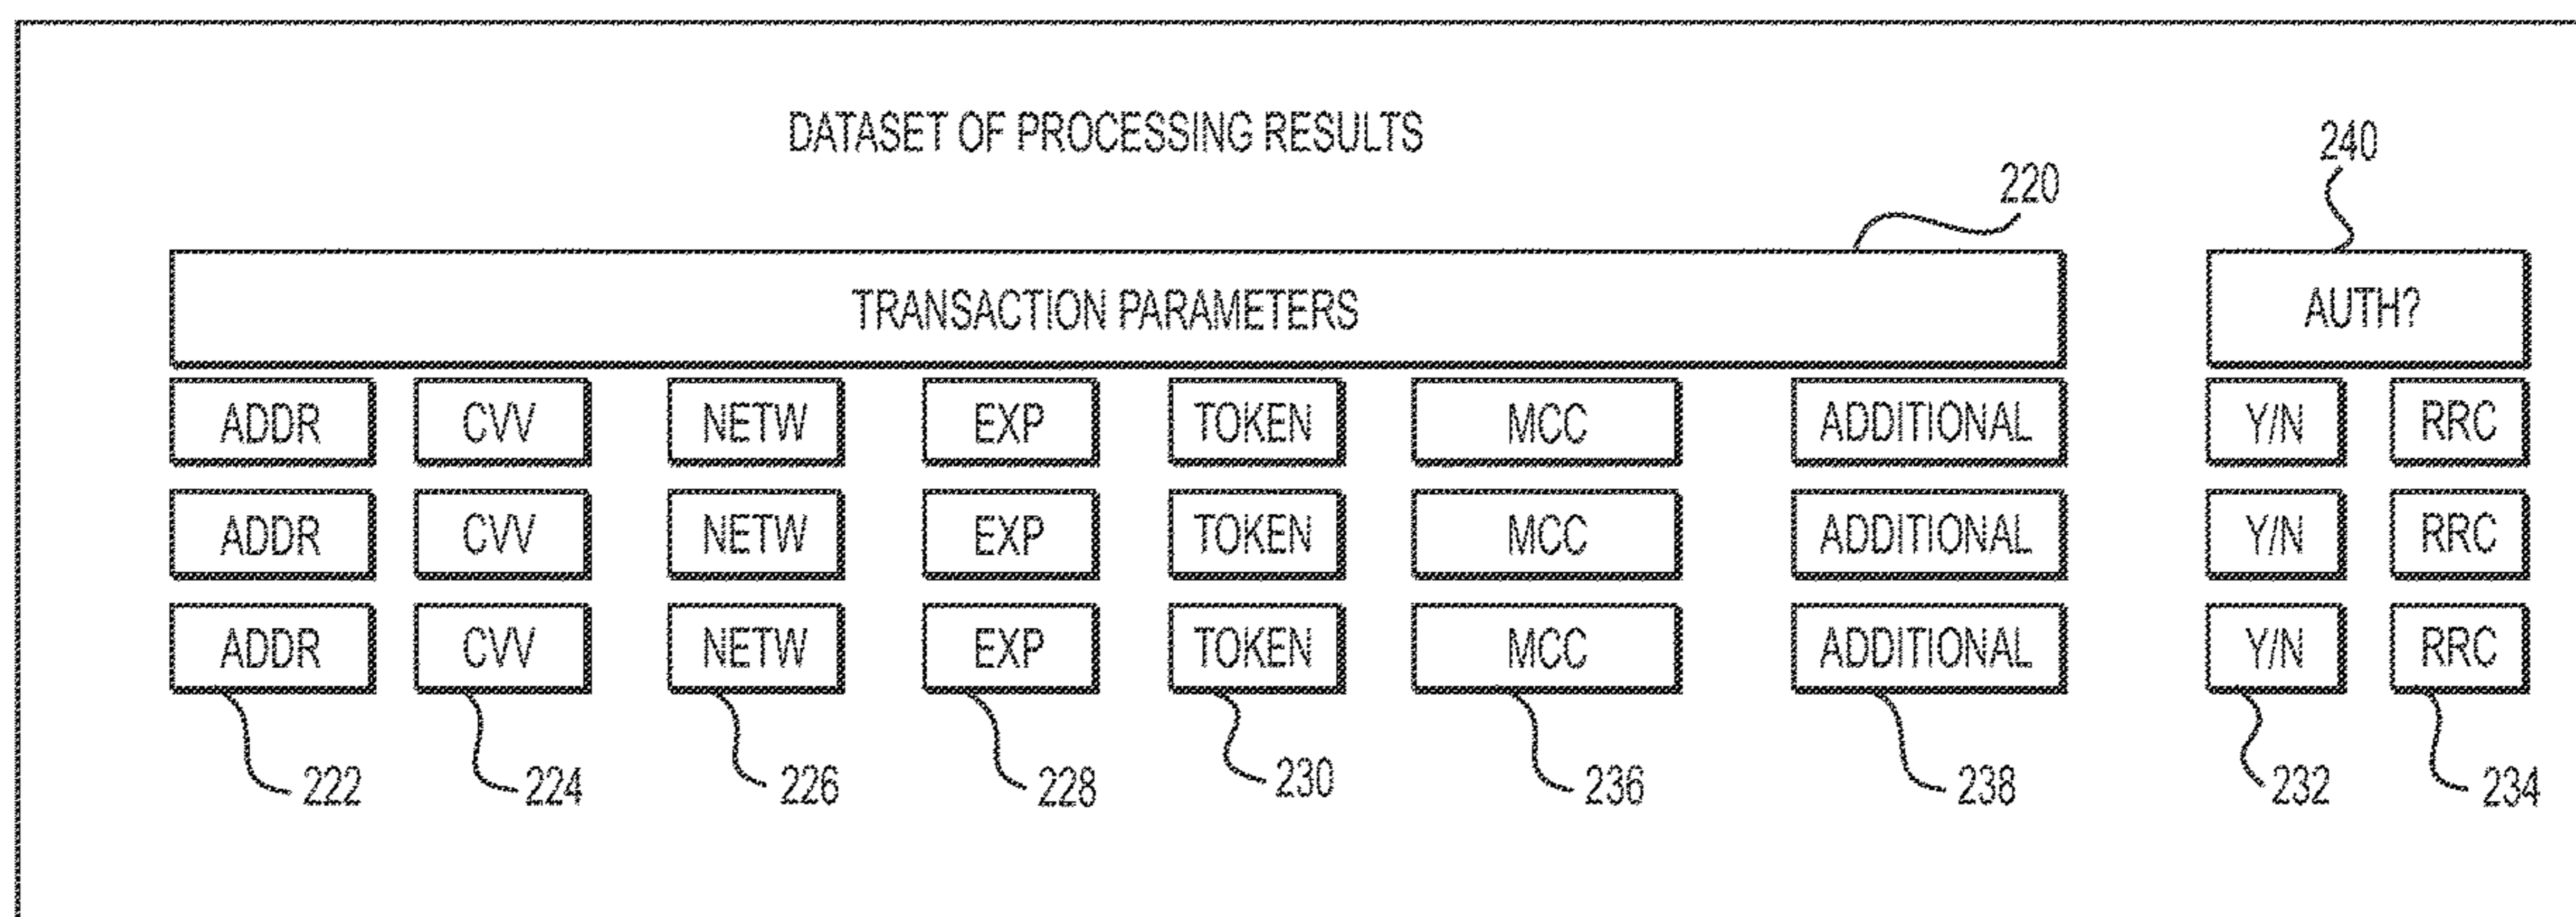 DATASET OF PROCESSING RESULTS
240
220
TRANSACTION PARAMETERS AUTH?
ADDR CVV NETW EXP TOKEN MCC ADDITIONAL Y/N RRC
ADDR CVV NETW EXP TOKEN MCC ADDITIONAL Y/N RRC
ADDR CVV NETW EXP TOKEN MCC ADDITIONAL Y/N RRC
222 224 226 228 230 236 238 232 234